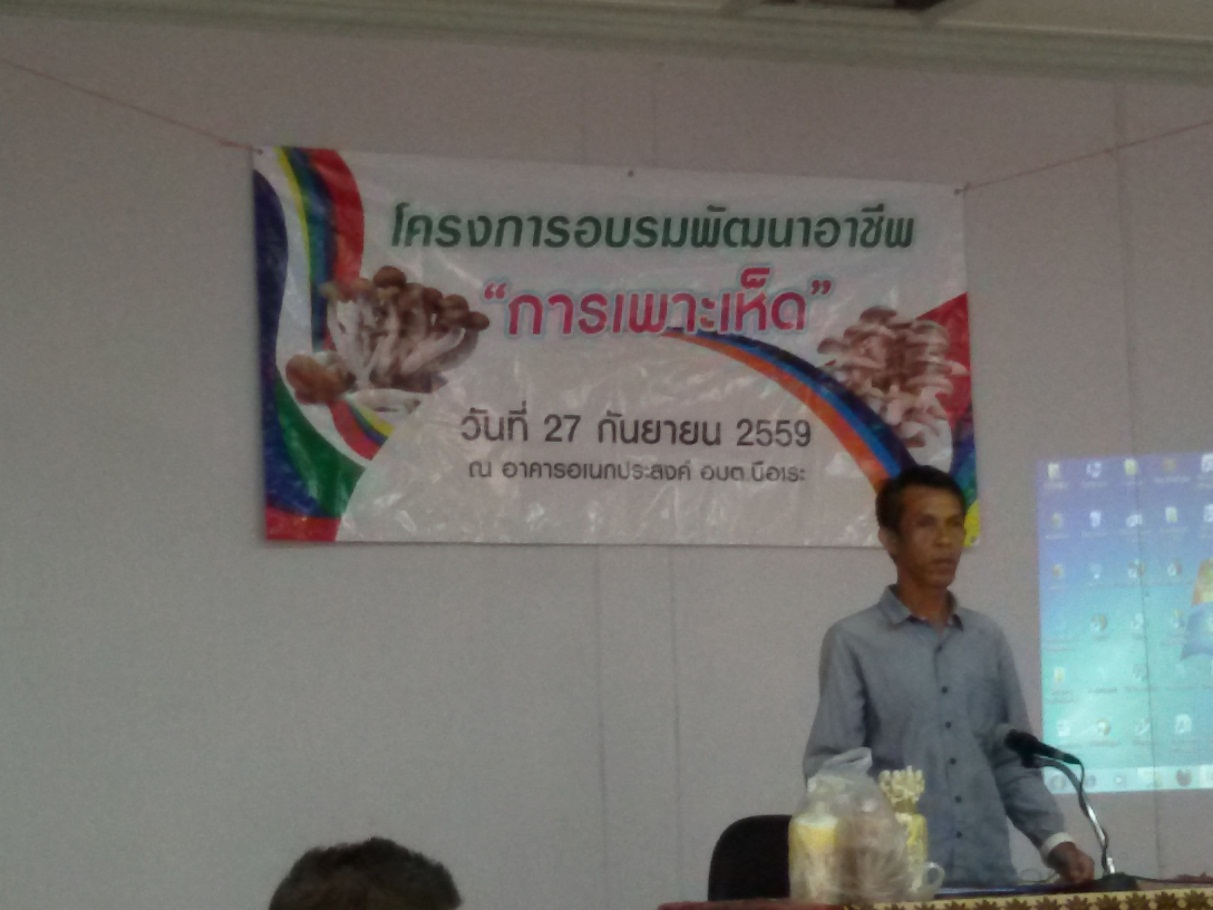 โครงการอบรมพัฒนาอาชีพ
“การเพาะเห็ด”
วันที่ 27 กันยายน 2559
ณ อาคารอเนกประสงค์ อบต.บือเระ